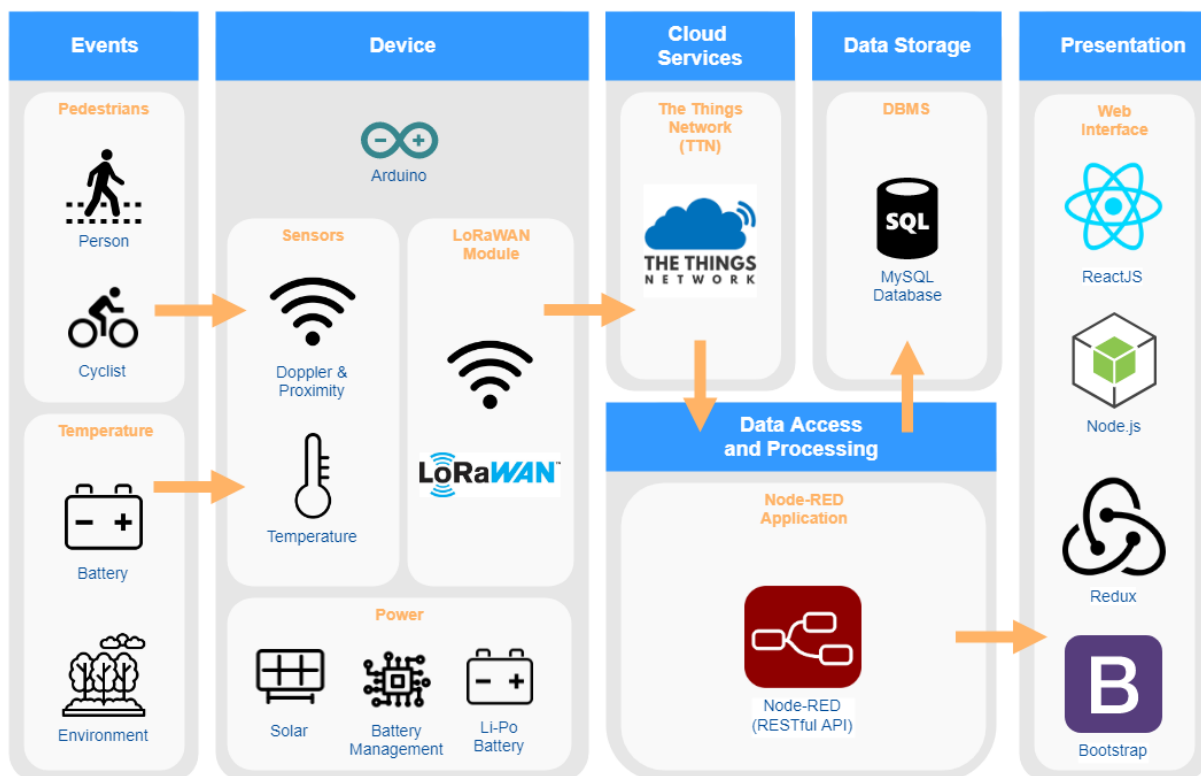 Events
Pedestrians
Person
Cyclist
Temperature
Battery
Environment
Device
Arduino
Sensors
Doppler &
Proximity
Temperature
LoRaWAN
Module
LoRaWAN™
Power
Solar
Battery
Management
Li-Po
Battery
Cloud
Services
The Things
Network
(TTN)
THE THINGS
NETWORK
Data Storage
DBMS
SQL
MySQL
Database
Data Access
and Processing
Node-RED
Application
Node-RED
(RESTful API)
Presentation
Web
Interface
ReactJS
Node.js
Redux
B
Bootstrap